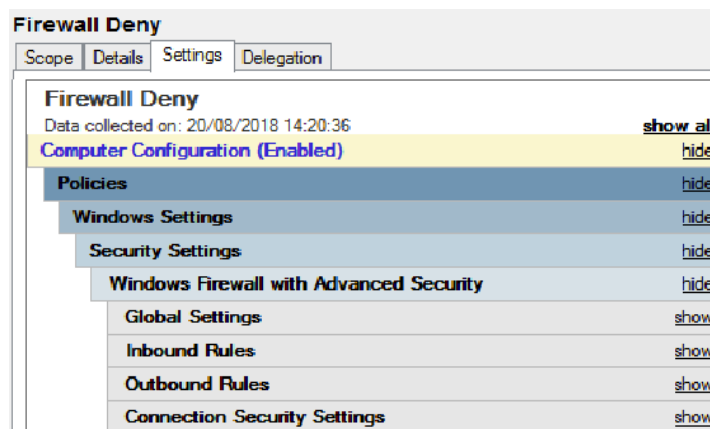 Firewall Deny
Scope Details Settings Delegation
Firewall Deny
Data collected on: 20/08/2018 14:20:36 show al
Computer Configuration (Enabled) hide
Policies hide
Windows Settings hide
Security Settings hide
Windows Firewall with Advanced Security hide
Global Settings show
Inbound Rules show
Outbound Rules show
Connection Security Settings show